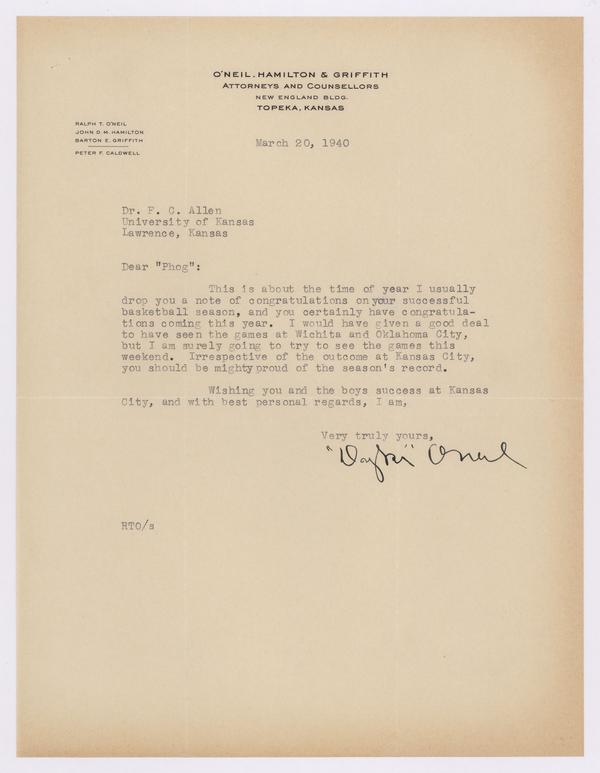 O'NEIL, HAMILTON & GRIFFITH
ATTORNEYS AND COUNSELLORS
NEW ENGLAND BLDG.
TOPEKA, KANSAS
RALPH T. O'NEIL
JOHN D. M. HAMILTON
BARTON E. GRIFFITH
PETER F. CALDWELL
March 20, 1940
Dr. F. C. Allen
University of Kansas
Lawrence, Kansas
Dear "Phog":
This is about the time of year I usually
drop you a note of congratulations on your successful
basketball season, and you certainly have congratula-
tions coming this year. I would have given a good deal
to have seen the games at Wichita and Oklahoma City,
but I am surely going to try to see the games this
weekend. Irrespective of the outcome at Kansas City,
you should be mighty proud of the season's record.
Wishing you and the boys success at Kansas
City, and with best personal regards, I am,
Very truly yours,
O'Neil
RTO/s